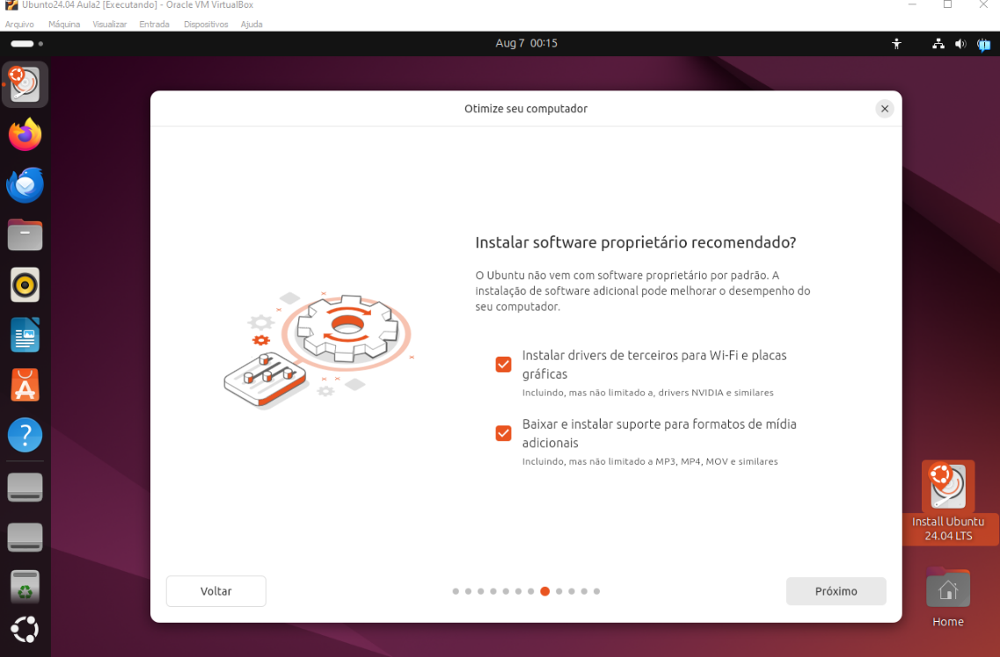 Ubunto24.04 Aula2 [Executando] - Oracle VM VirtualBox
Arquivo Máquina Visualizar Entrada Dispositivos Ajuda
Aug 7 00:15
Otimize seu computador
Instalar software proprietário recomendado?
O Ubuntu não vem com software proprietário por padrão. A
instalação de software adicional pode melhorar o desempenho do
seu computador.
Instalar drivers de terceiros para Wi-Fi e placas
gráficas
Incluindo, mas não limitado a, drivers NVIDIA e similares
Baixar e instalar suporte para formatos de mídia
adicionais
Incluindo, mas não limitado a MP3, MP4, MOV e similares
Voltar
Próximo
Install Ubuntu
24.04 LTS
Home